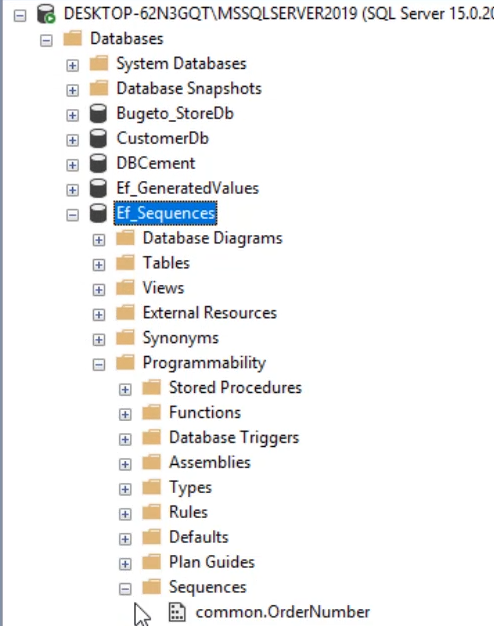 DESKTOP-62N3GQT\MSSQLSERVER2019 (SQL Server 15.0.20
Databases
System Databases
Database Snapshots
Bugeto_StoreDb
CustomerDb
DBCement
Ef_GeneratedValues
Ef_Sequences
Database Diagrams
Tables
Views
External Resources
Synonyms
Programmability
Stored Procedures
Functions
Database Triggers
Assemblies
Types
Rules
Defaults
Plan Guides
Sequences
common.OrderNumber